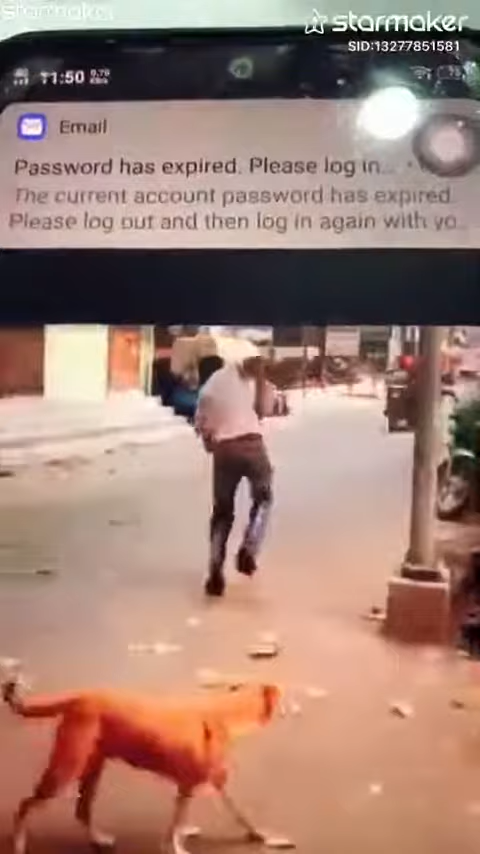 starmaker
starmaker
SID:13277851581
11:50
Email
Password has expired. Please log in...
The current account password has expired.
Please log out and then log in again with yo...